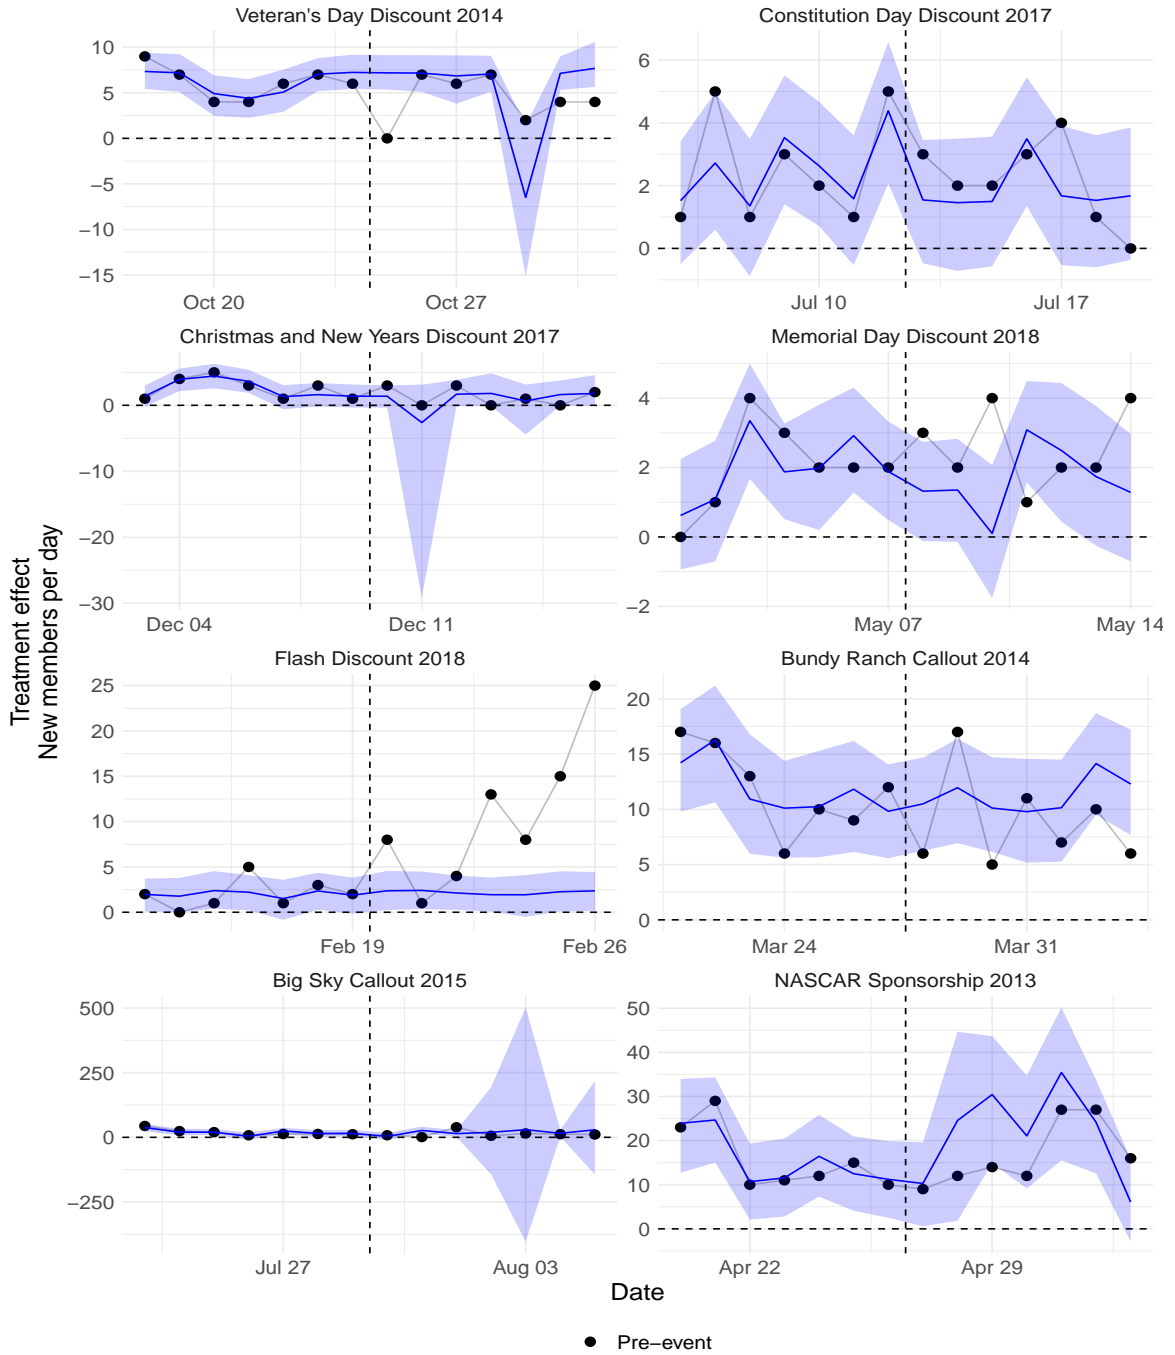 Veteran's Day Discount 2014
Constitution Day Discount 2017
10
5
0
−5
−10
−15
Oct 20
Oct 27
6
4
2
0
Jul 10
Jul 17
Christmas and New Years Discount 2017
Memorial Day Discount 2018
0
−10
−20
−30
Dec 04
Dec 11
4
2
0
−2
May 07
May 14
Treatment effect
New members per day
Flash Discount 2018
Bundy Ranch Callout 2014
25
20
15
10
5
0
Feb 19
Feb 26
20
15
10
5
0
Mar 24
Mar 31
Big Sky Callout 2015
NASCAR Sponsorship 2013
500
250
0
−250
Jul 27
Aug 03
50
40
30
20
10
0
Apr 22
Apr 29
Date
Pre−event